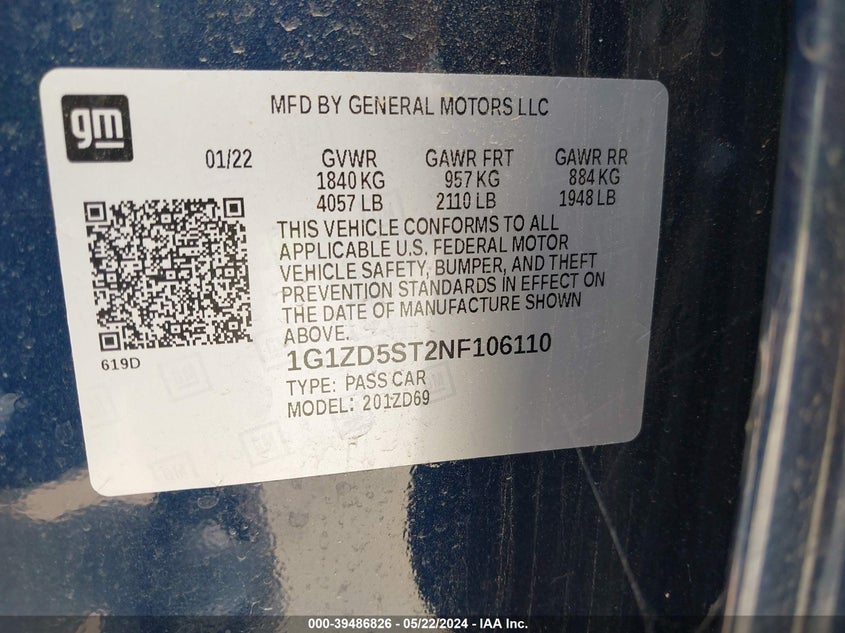 gm
MFD BY GENERAL MOTORS LLC
01/22 GVWR GAWR FRT GAWR RR
1840 KG 957 KG 884 KG
4057 LB 2110 LB 1948 LB
THIS VEHICLE CONFORMS TO ALL
APPLICABLE U.S. FEDERAL MOTOR
VEHICLE SAFETY, BUMPER, AND THEFT
PREVENTION STANDARDS IN EFFECT ON
THE DATE OF MANUFACTURE SHOWN
ABOVE.
619D
1G1ZD5ST2NF106110
TYPE: PASS CAR
MODEL: 201ZD69
000-39486826 - 05/22/2024 - IAA Inc.